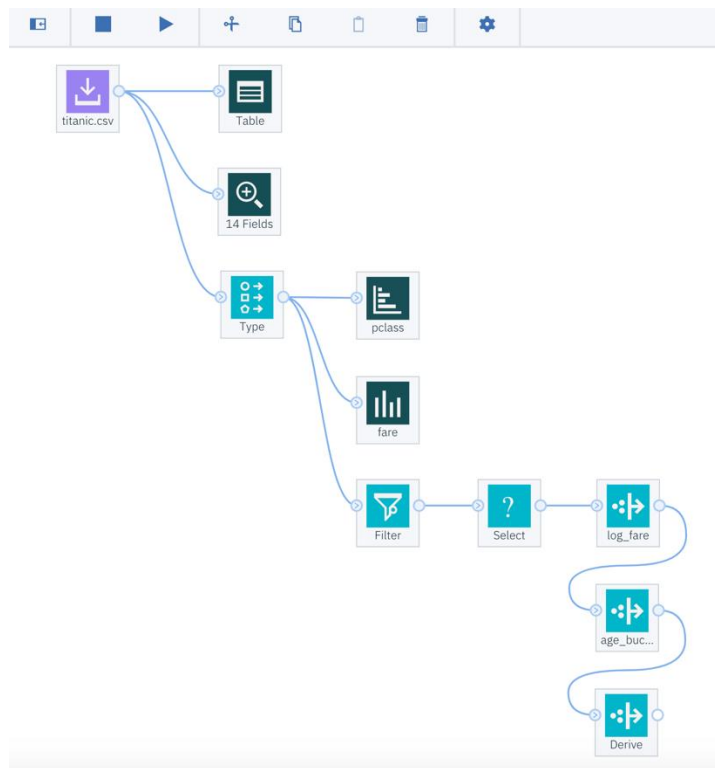 titanic.csv
Table
14 Fields
Type
pclass
fare
Filter
?
Select
log_fare
age_buc...
Derive